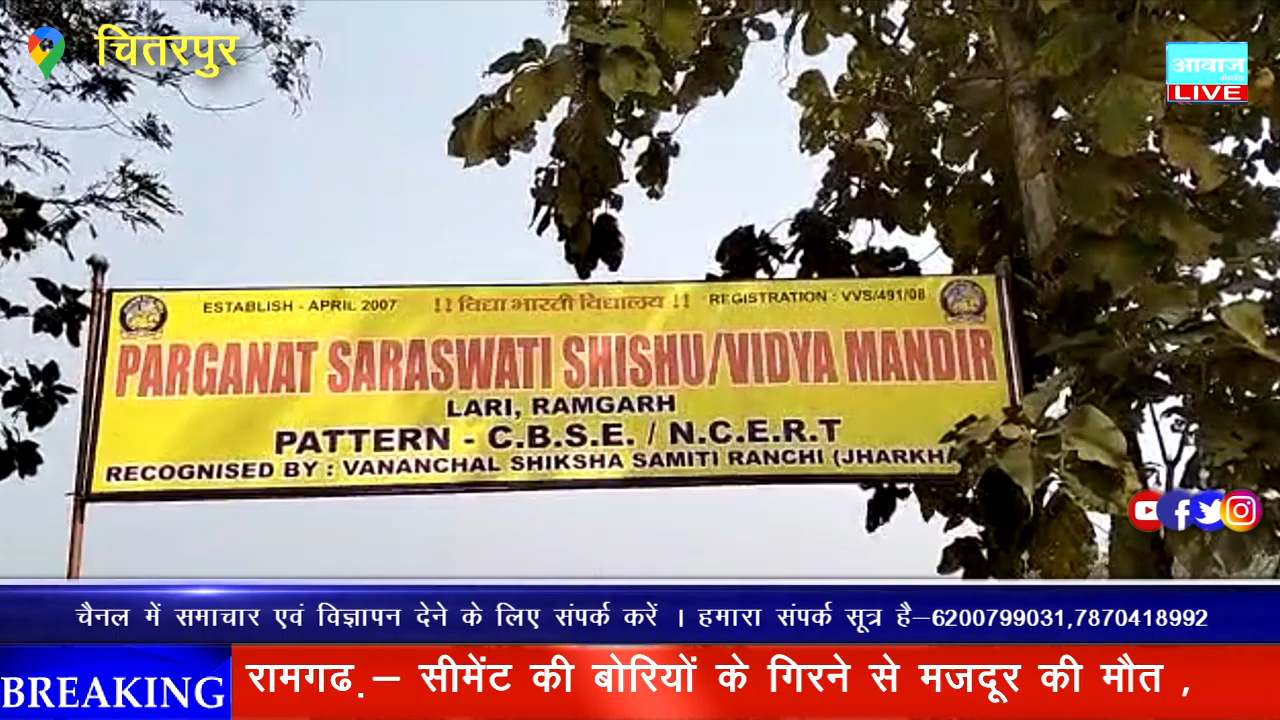 चितरपुर
आवाज
LIVE
ESTABLISH - APRIL 2007 !! विद्या भारती विद्यालय !! REGISTRATION : VVS/491/08
PARGANAT SARASWATI SHISHU/VIDYA MANDIR
LARI, RAMGARH
PATTERN - C.B.S.E. / N.C.E.R.T
RECOGNISED BY : VANANCHAL SHIKSHA SAMITI RANCHI (JHARKHA
चैनल में समाचार एवं विज्ञापन देने के लिए संपर्क करें । हमारा संपर्क सूत्र है–6200799031,7870418992
BREAKING रामगढ.– सीमेंट की बोरियों के गिरने से मजदूर की मौत ,